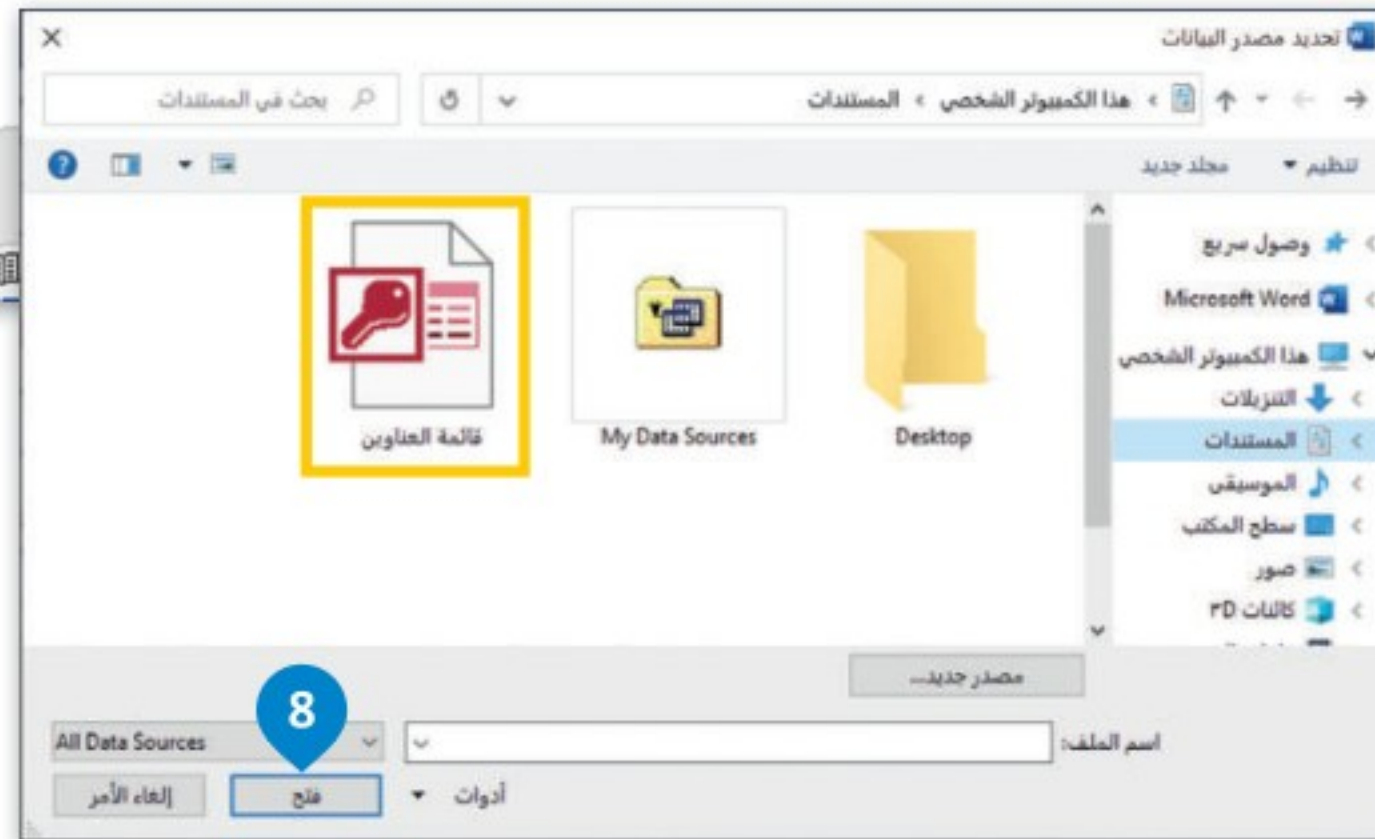 تحديد مصدر البيانات
هذا الكمبيوتر الشخصي › المستندات
بحث في المستندات
تنظيم
مجلد جديد
وصول سريع
Microsoft Word
هذا الكمبيوتر الشخصي
التنزيلات
المستندات
الموسيقى
سطح المكتب
صور
كائنات ٣D
Desktop
My Data Sources
قائمة العناوين
مصدر جديد...
اسم الملف:
All Data Sources
8
أدوات
فتح
إلغاء الأمر